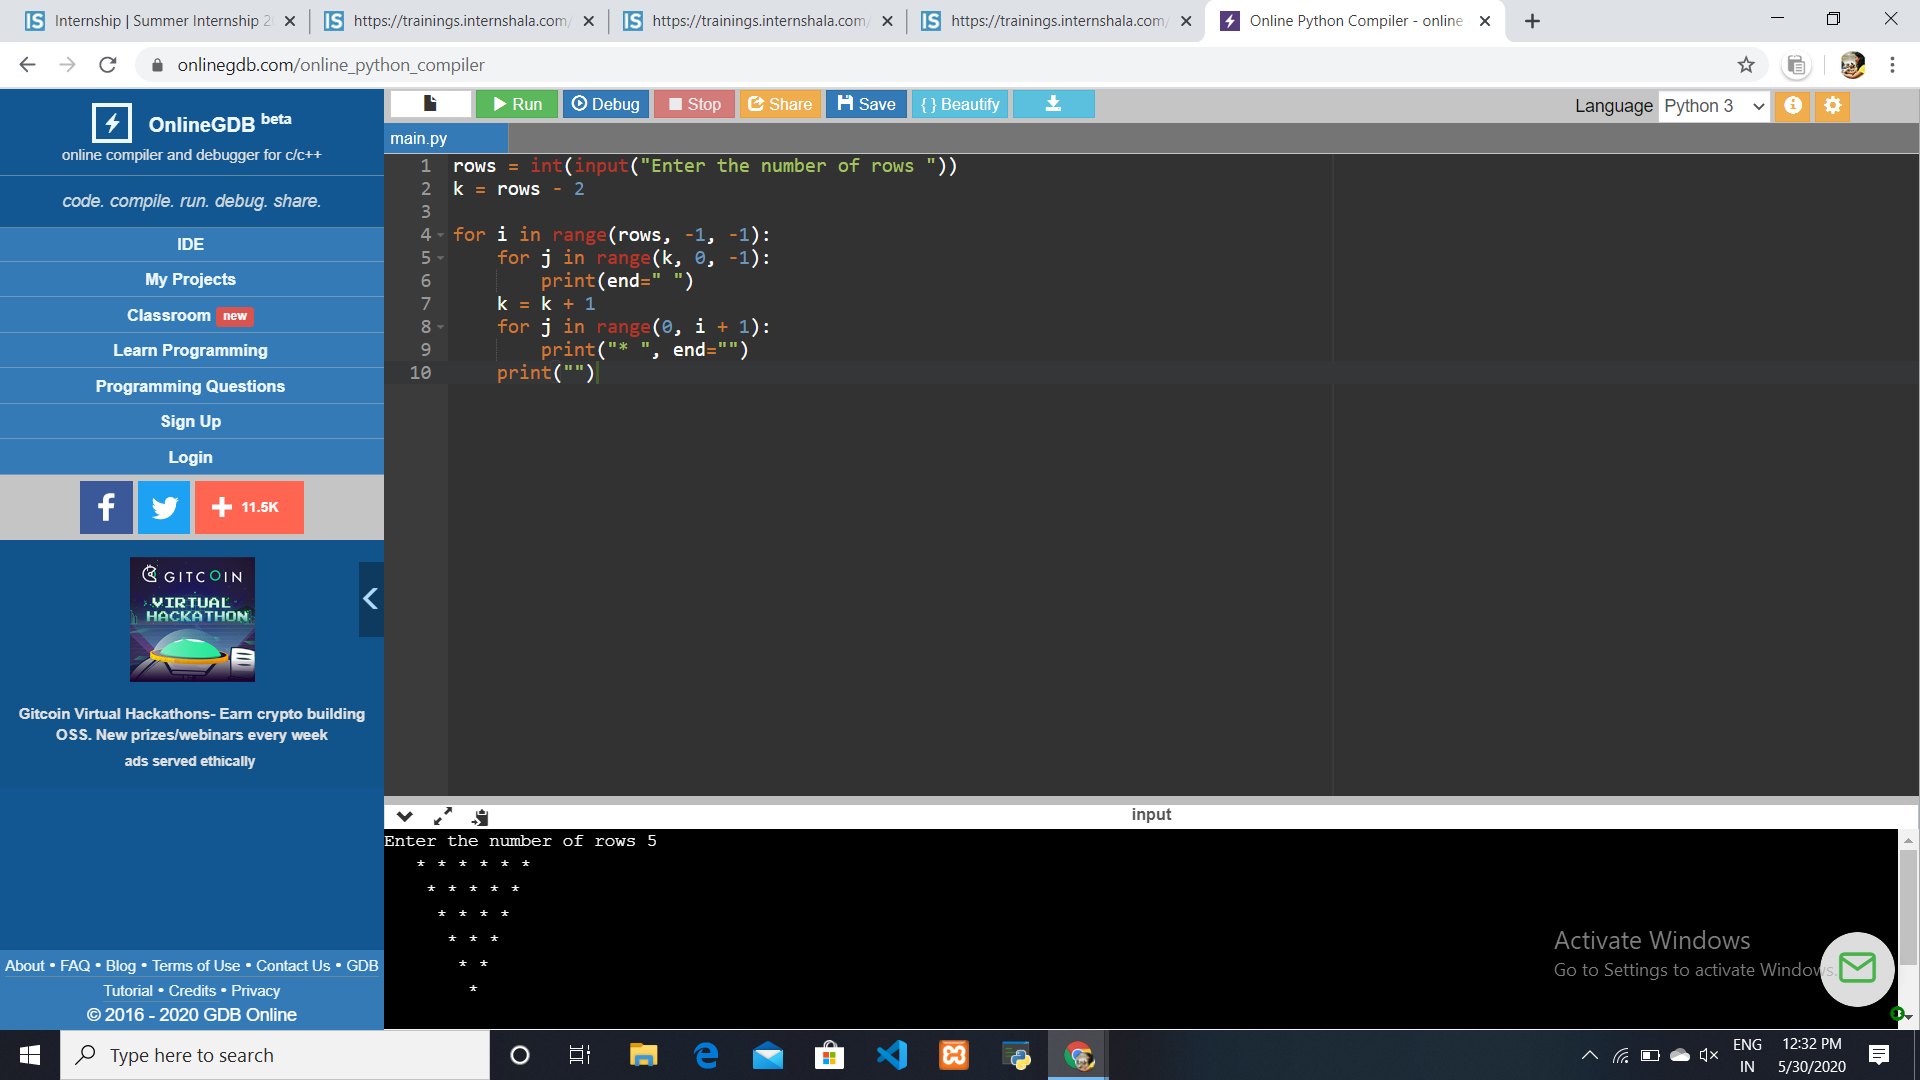 Internship | Summer Internship 2
https://trainings.internshala.com/
https://trainings.internshala.com/
https://trainings.internshala.com/
Online Python Compiler - online
onlinegdb.com/online_python_compiler
OnlineGDB beta
online compiler and debugger for c/c++
code. compile. run. debug. share.
IDE
My Projects
Classroom new
Learn Programming
Programming Questions
Sign Up
Login
11.5K
GITCOIN
VIRTUAL
HACKATHON
Gitcoin Virtual Hackathons- Earn crypto building
OSS. New prizes/webinars every week
ads served ethically
About • FAQ • Blog • Terms of Use • Contact Us • GDB
Tutorial • Credits • Privacy
© 2016 - 2020 GDB Online
Run Debug Stop Share Save { } Beautify
Language Python 3
main.py
1 rows = int(input("Enter the number of rows "))
2 k = rows - 2
3
4 for i in range(rows, -1, -1):
5     for j in range(k, 0, -1):
6         print(end=" ")
7     k = k + 1
8     for j in range(0, i + 1):
9         print("* ", end="")
10     print("")
input
Enter the number of rows 5
   * * * * * *
    * * * * *
     * * * *
      * * *
       * *
        *
Activate Windows
Go to Settings to activate Windows.
Type here to search
ENG
IN
12:32 PM
5/30/2020